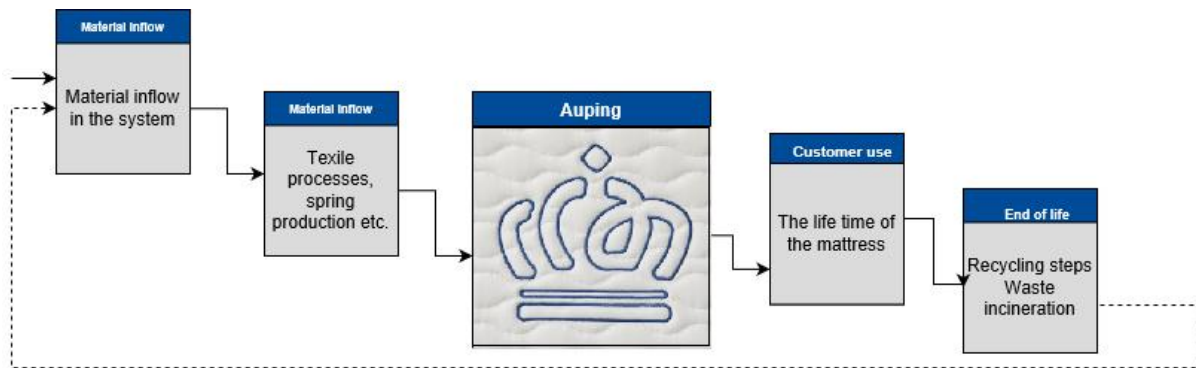 Material Inflow
Material inflow
in the system
Material Inflow
Texile
processes,
spring
production etc.
Auping
Customer use
The life time of
the mattress
End of life
Recycling steps
Waste
incineration